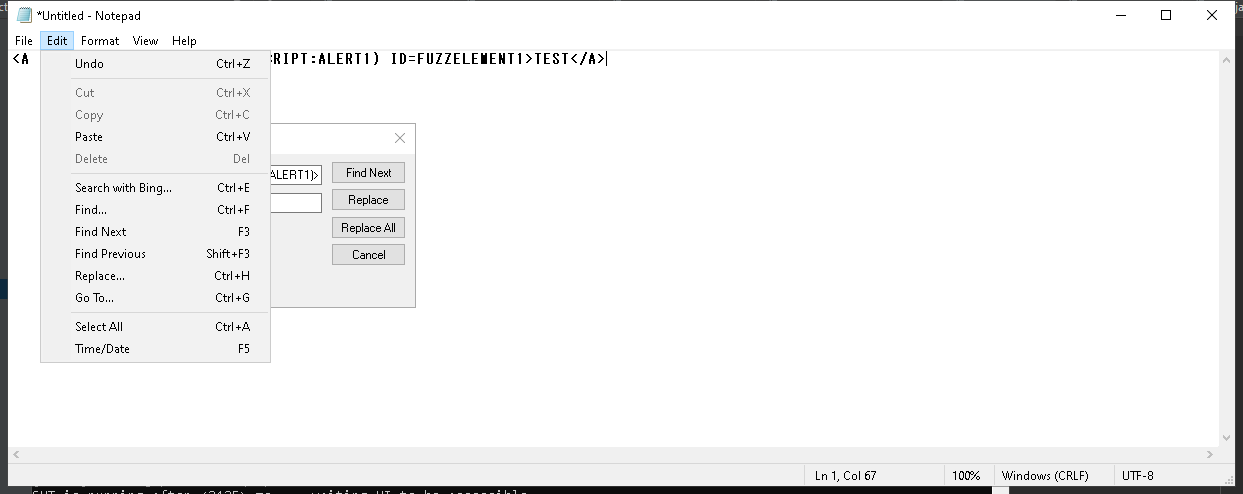 *Untitled - Notepad
File Edit Format View Help
<A RIPT:ALERT1) ID=FUZZELEMENT1>TEST</A>
Undo Ctrl+Z
Cut Ctrl+X
Copy Ctrl+C
Paste Ctrl+V
Delete Del
Search with Bing... Ctrl+E
Find... Ctrl+F
Find Next F3
Find Previous Shift+F3
Replace... Ctrl+H
Go To... Ctrl+G
Select All Ctrl+A
Time/Date F5
ALERT1)>
Find Next
Replace
Replace All
Cancel
Ln 1, Col 67 100% Windows (CRLF) UTF-8